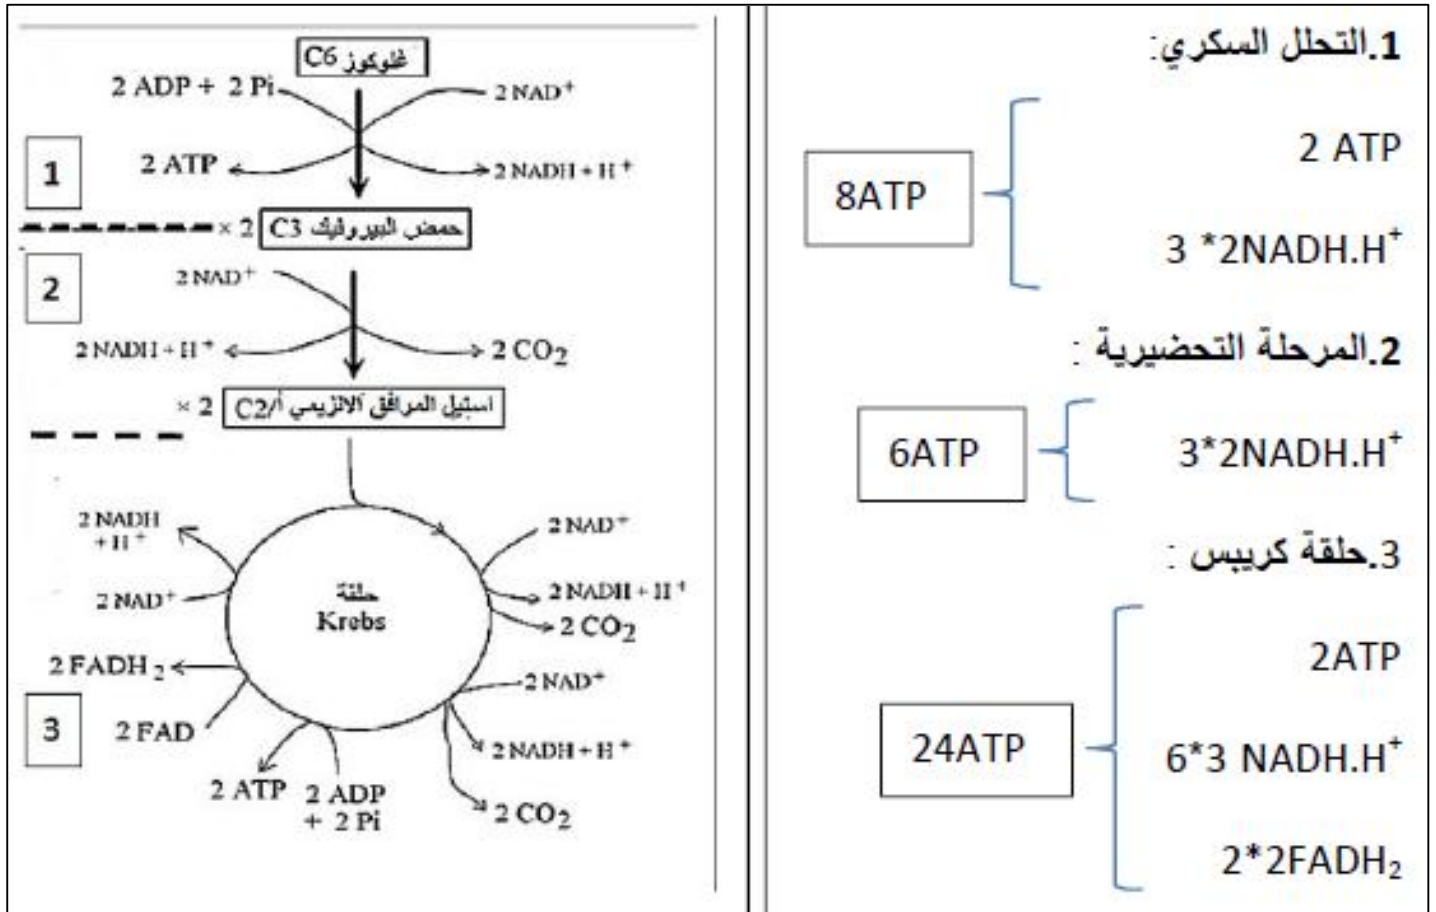 غلوكوز C6
2 ADP + 2 Pi
2 NAD⁺
1
2 ATP
2 NADH + H⁺
× 2
حمض البيروفيك C3
2
2 NAD⁺
2 NADH + H⁺
2 CO₂
× 2
استيل المرافق الانزيمي أ/C2
2 NADH
+ H⁺
2 NAD⁺
2 NAD⁺
2 NADH + H⁺
حلقة
Krebs
2 CO₂
2 FADH₂
2 NAD⁺
3
2 FAD
2 NADH + H⁺
2 ATP
2 ADP
+ 2 Pi
2 CO₂
1.التحلل السكري:
2 ATP
8ATP
3 *2NADH.H⁺
2.المرحلة التحضيرية :
6ATP
3*2NADH.H⁺
3.حلقة كريبس :
2ATP
24ATP
6*3 NADH.H⁺
2*2FADH₂